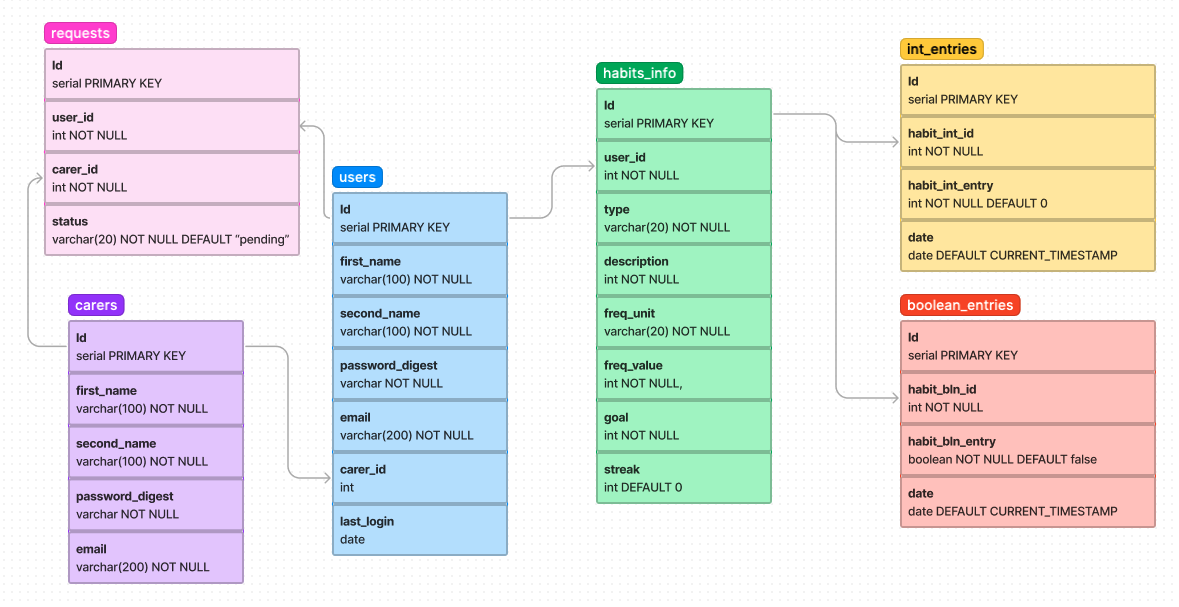 requests
Id
serial PRIMARY KEY
user_id
int NOT NULL
carer_id
int NOT NULL
status
varchar(20) NOT NULL DEFAULT "pending"
carers
Id
serial PRIMARY KEY
first_name
varchar(100) NOT NULL
second_name
varchar(100) NOT NULL
password_digest
varchar NOT NULL
email
varchar(200) NOT NULL
users
Id
serial PRIMARY KEY
first_name
varchar(100) NOT NULL
second_name
varchar(100) NOT NULL
password_digest
varchar NOT NULL
email
varchar(200) NOT NULL
carer_id
int
last_login
date
habits_info
Id
serial PRIMARY KEY
user_id
int NOT NULL
type
varchar(20) NOT NULL
description
int NOT NULL
freq_unit
varchar(20) NOT NULL
freq_value
int NOT NULL,
goal
int NOT NULL
streak
int DEFAULT 0
int_entries
Id
serial PRIMARY KEY
habit_int_id
int NOT NULL
habit_int_entry
int NOT NULL DEFAULT 0
date
date DEFAULT CURRENT_TIMESTAMP
boolean_entries
Id
serial PRIMARY KEY
habit_bln_id
int NOT NULL
habit_bln_entry
boolean NOT NULL DEFAULT false
date
date DEFAULT CURRENT_TIMESTAMP